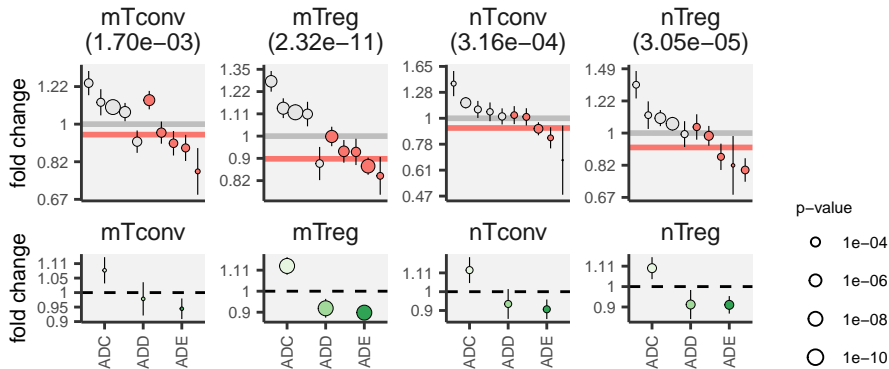 mTconv
(1.70e−03)
mTreg
(2.32e−11)
nTconv
(3.16e−04)
nTreg
(3.05e−05)
fold change
1.22
1
0.82
0.67
1.35
1.22
1.11
1
0.9
0.82
1.65
1.28
1
0.78
0.61
0.47
1.49
1.22
1
0.82
0.67
mTconv
mTreg
nTconv
nTreg
fold change
1.11
1.05
1
0.95
0.9
1.11
1
0.9
1.11
1
0.9
1.11
1
0.9
ADC
ADD
ADE
ADC
ADD
ADE
ADC
ADD
ADE
ADC
ADD
ADE
p−value
1e−04
1e−06
1e−08
1e−10